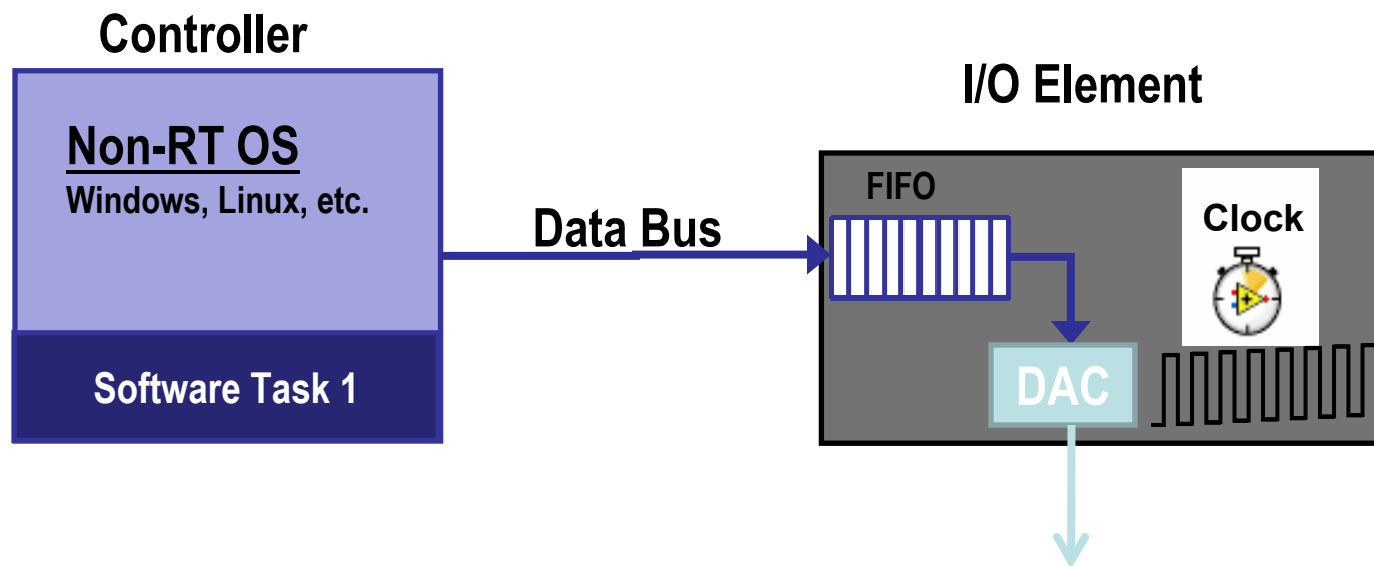 Controller
Non-RT OS
Windows, Linux, etc.
Software Task 1
Data Bus
I/O Element
FIFO
Clock
DAC